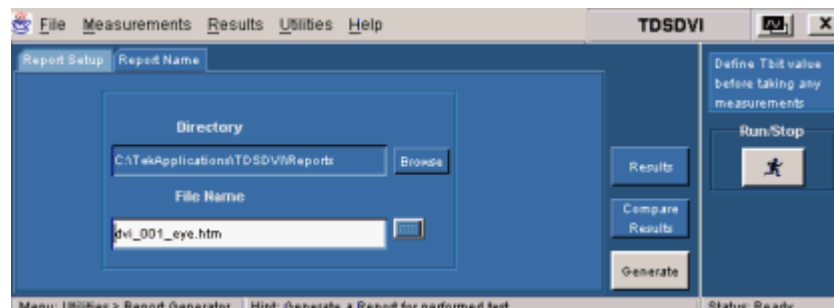 File Measurements Results Utilities Help TDSDVI X
Report Setup Report Name
Define Tbit value
before taking any
measurements
Run/Stop
Directory
C:\TekApplications\TDSDVI\Reports Browse
File Name
dvi_001_eye.htm
Results
Compare
Results
Generate
Menu: Utilities > Report Generator Hint: Generate a Report for performed test Status: Ready